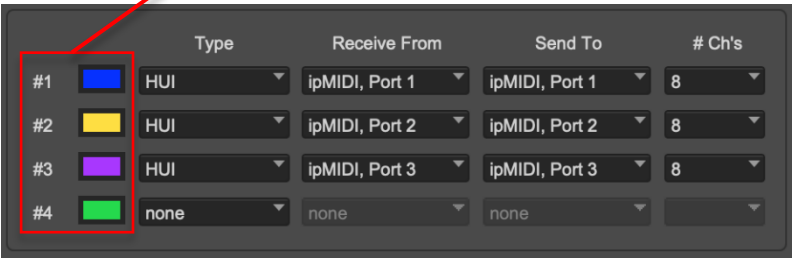 Type Receive From Send To # Ch's
#1 HUI ipMIDI, Port 1 ipMIDI, Port 1 8
#2 HUI ipMIDI, Port 2 ipMIDI, Port 2 8
#3 HUI ipMIDI, Port 3 ipMIDI, Port 3 8
#4 none none none